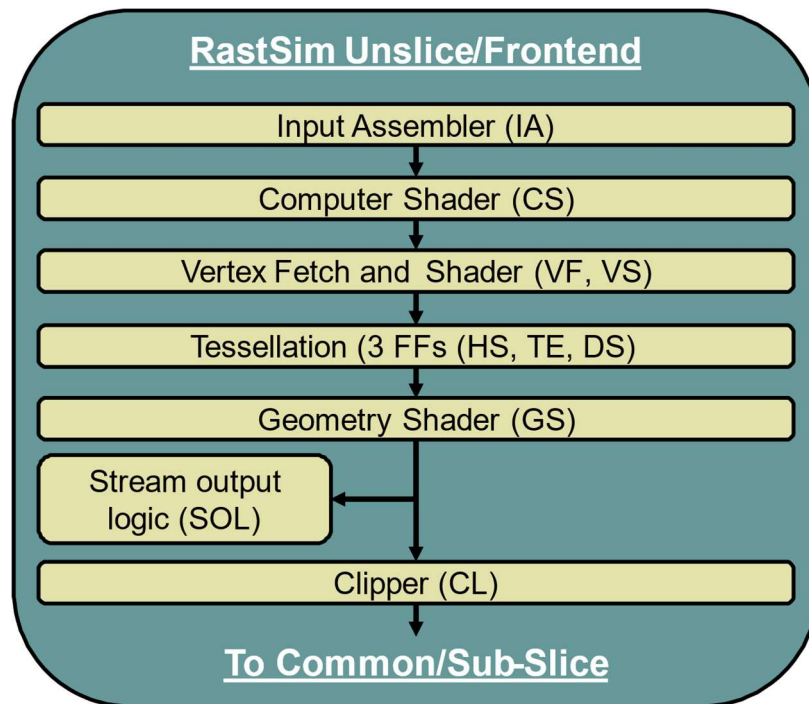 RastSim Unslice/Frontend
Input Assembler (IA)
Computer Shader (CS)
Vertex Fetch and Shader (VF, VS)
Tessellation (3 FFs (HS, TE, DS)
Geometry Shader (GS)
Stream output
logic (SOL)
Clipper (CL)
To Common/Sub-Slice